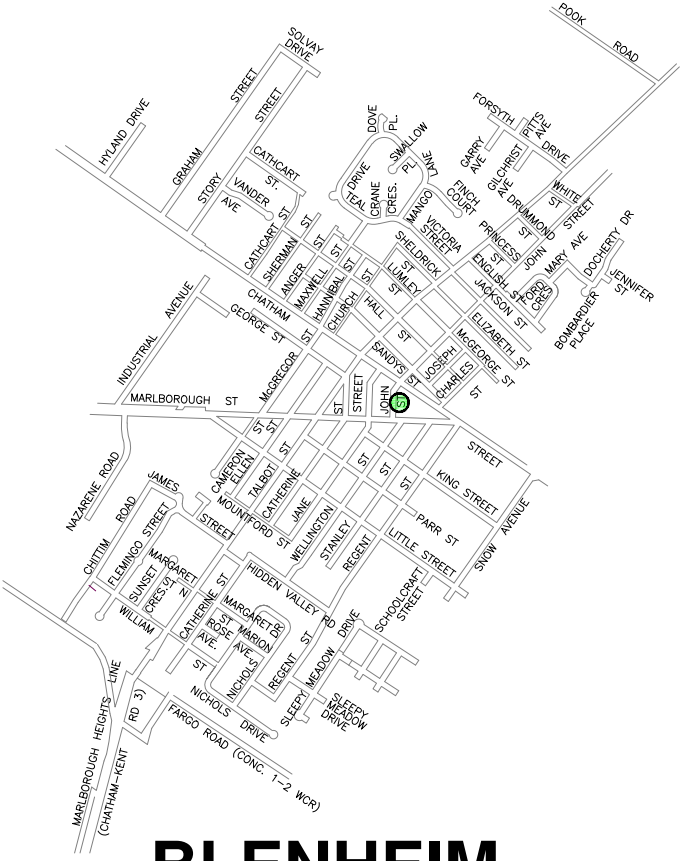 POOK ROAD
SOLVAY
DRIVE
STREET
STREET
HYLAND DRIVE
GRAHAM
STORY
CATHCART
ST.
VANDER
AVE
DOVE
PL.
SWALLOW
PL
LANE
DRIVE
TEAL
CRANE
CRES.
MANGO
FINCH
COURT
FORSYTH
PITTS
AVE
DRIVE
GARRY
AVE
GILCHRIST
AVE
WHITE
ST
STREET
DRUMMOND
ST
PRINCESS
ST
JOHN
MARY AVE
DOCHERTY DR
JENNIFER
ST
FORD
CRES
BOMBARDIER
PLACE
VICTORIA
STREET
ENGLISH ST
JACKSON ST
ELIZABETH ST
McGEORGE ST
SHELDRICK
ST
LUMLEY
CATHCART ST
SHERMAN ST
ANGER ST
MAXWELL ST
HANNIBAL ST
CHURCH ST
HALL
ST
CHATHAM
GEORGE ST
SANDYS ST
JOSEPH
CHARLES
ST
INDUSTRIAL AVENUE
McGREGOR ST
MARLBOROUGH ST
ST
STREET
JOHN
ST
STREET
KING STREET
SNOW AVENUE
PARR ST
LITTLE STREET
NAZARENE ROAD
CAMERON ST
ELLEN ST
TALBOT ST
CATHERINE
JANE
WELLINGTON ST
STANLEY ST
REGENT ST
MOUNTFORD ST
JAMES
STREET
CHITTIM ROAD
FLEMINGO STREET
SUNSET
CRES.
MARGARET
ST N
HIDDEN VALLEY RD
SCHOOLCRAFT
STREET
WILLIAM
ST
CATHERINE ST
MARGARET
ST
ROSE
AVE.
MARION
AVE
DR
NICHOLS
REGENT ST
SLEEPY MEADOW DRIVE
SLEEPY
MEADOW
DRIVE
NICHOLS DRIVE
FARGO ROAD (CONC. 1-2 WCR)
MARLBOROUGH HEIGHTS LINE
(CHATHAM-KENT RD 3)
BLENHEIM